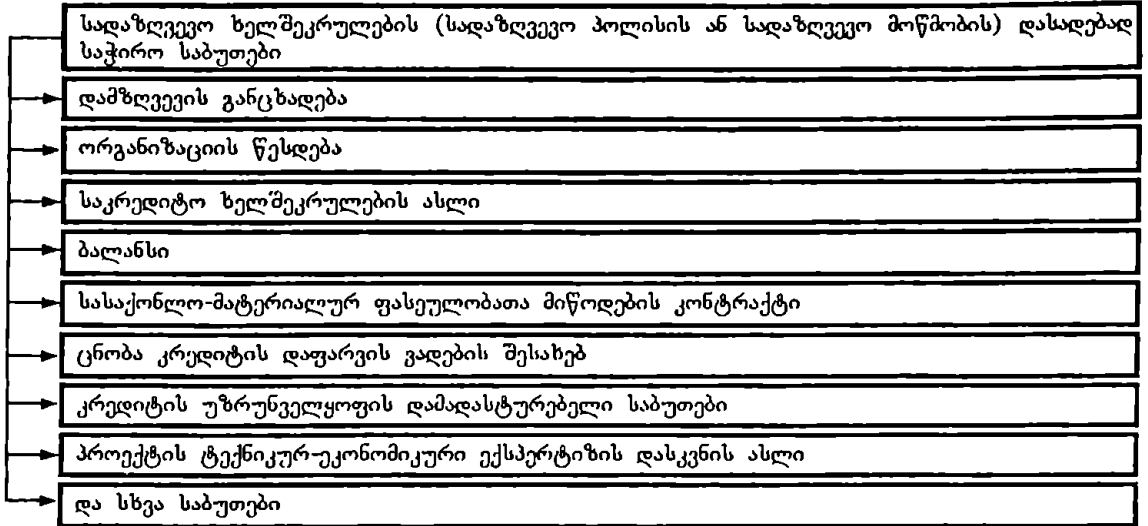 სადაზღვევო ხელშეკრულების (სადაზღვევო პოლისის ან სადაზღვევო მოწმობის) დასადებად
საჭირო საბუთები
დამზღვევის განცხადება
ორგანიზაციის წესდება
საკრედიტო ხელშეკრულების ასლი
ბალანსი
სასაქონლო-მატერიალურ ფასეულობათა მიწოდების კონტრაქტი
ცნობა კრედიტის დაფარვის ვადების შესახებ
კრედიტის უზრუნველყოფის დამადასტურებელი საბუთები
პროექტის ტექნიკურ-ეკონომიკური ექსპერტიზის დასკვნის ასლი
და სხვა საბუთები